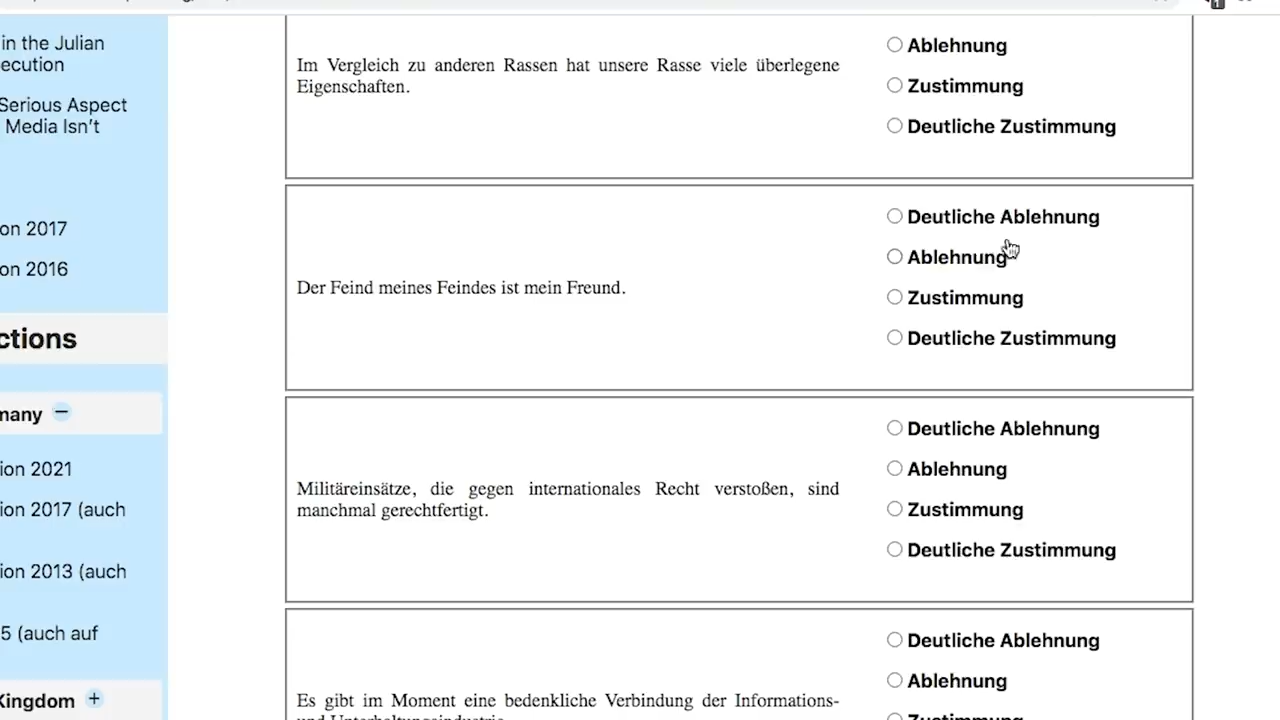 in the Julian
ecution
Serious Aspect
Media Isn't
on 2017
on 2016
ctions
many
ion 2021
ion 2017 (auch
ion 2013 (auch
5 (auch auf
Kingdom
1
Im Vergleich zu anderen Rassen hat unsere Rasse viele überlegene
Eigenschaften.
Ablehnung
Zustimmung
Deutliche Zustimmung
Der Feind meines Feindes ist mein Freund.
Deutliche Ablehnung
Ablehnung
Zustimmung
Deutliche Zustimmung
Militäreinsätze, die gegen internationales Recht verstoßen, sind
manchmal gerechtfertigt.
Deutliche Ablehnung
Ablehnung
Zustimmung
Deutliche Zustimmung
Es gibt im Moment eine bedenkliche Verbindung der Informations-
und Unterhaltungsindustrie.
Deutliche Ablehnung
Ablehnung
Zustimmung